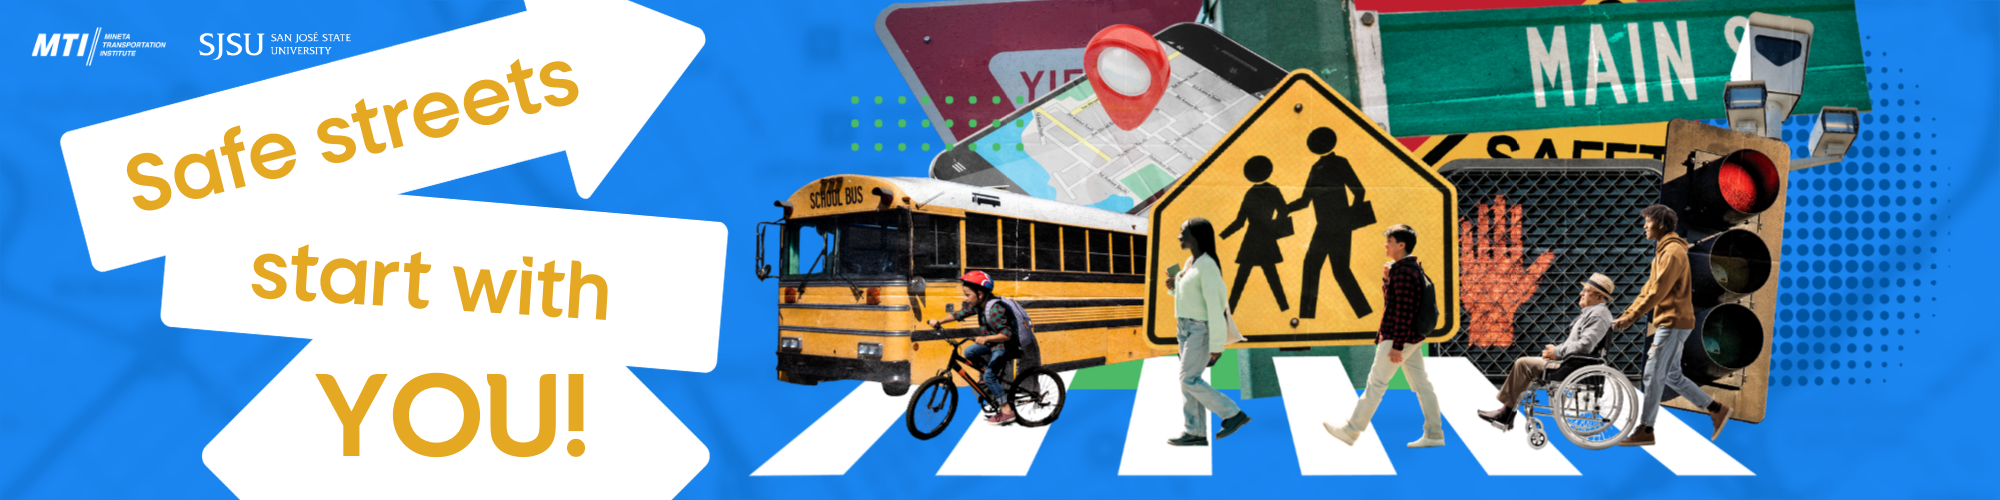 MTI
MINETA
TRANSPORTATION
INSTITUTE
SJSU
SAN JOSÉ STATE
UNIVERSITY
Safe streets
start with
YOU!
SCHOOL BUS
MAIN